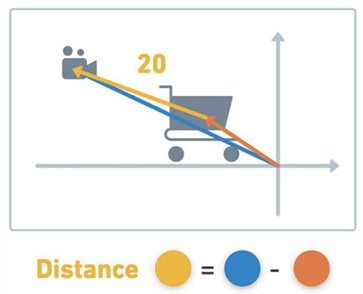 20
Distance = -